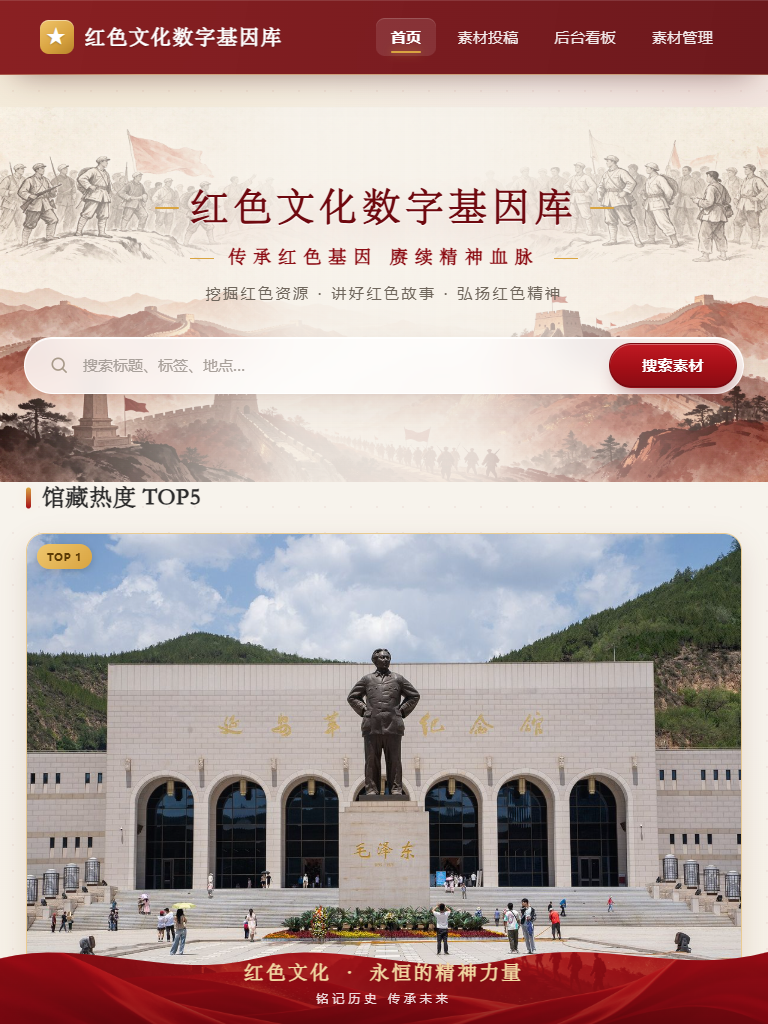 红色文化数字基因库
首页 素材投稿 后台看板 素材管理
红色文化数字基因库
传承红色基因 赓续精神血脉
挖掘红色资源 · 讲好红色故事 · 弘扬红色精神
搜索标题、标签、地点... 搜索素材
馆藏热度 TOP5
TOP 1
延安革 纪念馆
毛泽东
红色文化 · 永恒的精神力量
铭记历史 传承未来